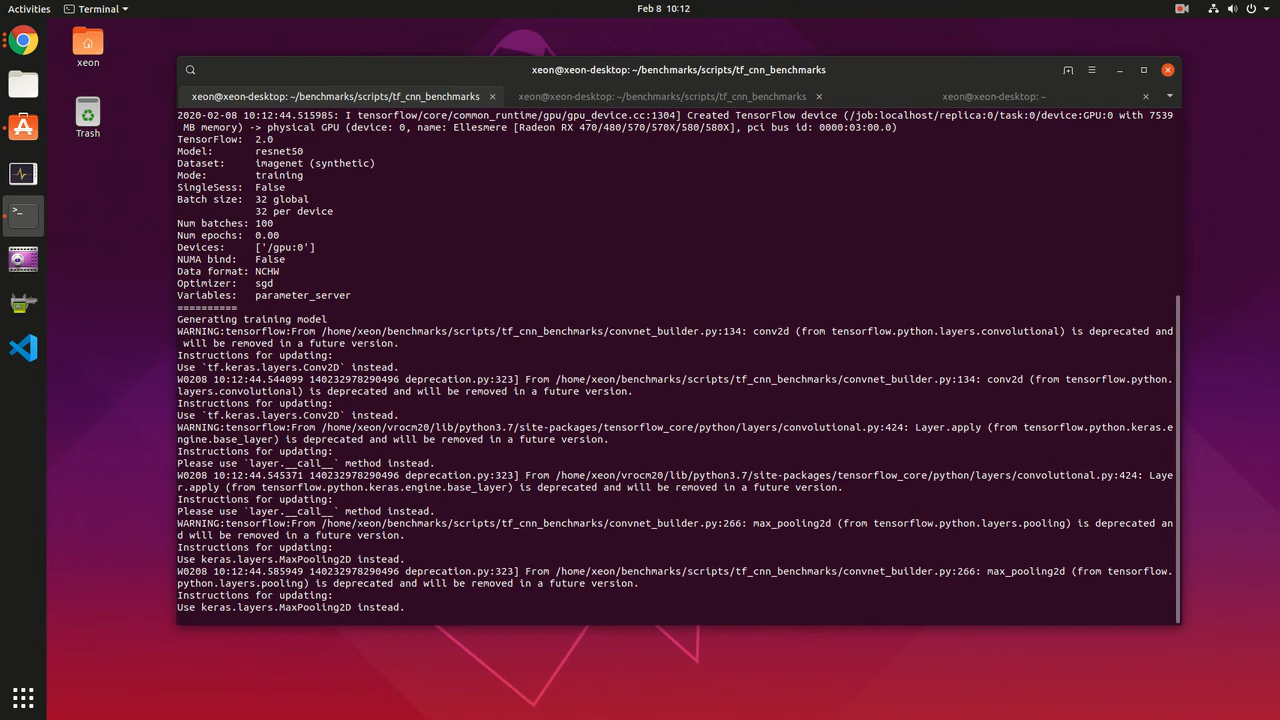 Activities
Terminal
Feb 8 10:12
xeon
Trash
xeon@xeon-desktop: ~/benchmarks/scripts/tf_cnn_benchmarks
xeon@xeon-desktop: ~/benchmarks/scripts/tf_cnn_benchmarks
xeon@xeon-desktop: ~/benchmarks/scripts/tf_cnn_benchmarks
xeon@xeon-desktop: ~
2020-02-08 10:12:44.515985: I tensorflow/core/common_runtime/gpu/gpu_device.cc:1304] Created TensorFlow device (/job:localhost/replica:0/task:0/device:GPU:0 with 7539
MB memory) -> physical GPU (device: 0, name: Ellesmere [Radeon RX 470/480/570/570X/580/580X], pci bus id: 0000:03:00.0)
TensorFlow: 2.0
Model: resnet50
Dataset: imagenet (synthetic)
Mode: training
SingleSess: False
Batch size: 32 global
32 per device
Num batches: 100
Num epochs: 0.00
Devices: ['/gpu:0']
NUMA bind: False
Data format: NCHW
Optimizer: sgd
Variables: parameter_server
==========
Generating training model
WARNING:tensorflow:From /home/xeon/benchmarks/scripts/tf_cnn_benchmarks/convnet_builder.py:134: conv2d (from tensorflow.python.layers.convolutional) is deprecated and
will be removed in a future version.
Instructions for updating:
Use `tf.keras.layers.Conv2D` instead.
W0208 10:12:44.544099 140232978290496 deprecation.py:323] From /home/xeon/benchmarks/scripts/tf_cnn_benchmarks/convnet_builder.py:134: conv2d (from tensorflow.python.
layers.convolutional) is deprecated and will be removed in a future version.
Instructions for updating:
Use `tf.keras.layers.Conv2D` instead.
WARNING:tensorflow:From /home/xeon/vrocm20/lib/python3.7/site-packages/tensorflow_core/python/layers/convolutional.py:424: Layer.apply (from tensorflow.python.keras.e
ngine.base_layer) is deprecated and will be removed in a future version.
Instructions for updating:
Please use `layer.__call__` method instead.
W0208 10:12:44.545371 140232978290496 deprecation.py:323] From /home/xeon/vrocm20/lib/python3.7/site-packages/tensorflow_core/python/layers/convolutional.py:424: Laye
r.apply (from tensorflow.python.keras.engine.base_layer) is deprecated and will be removed in a future version.
Instructions for updating:
Please use `layer.__call__` method instead.
WARNING:tensorflow:From /home/xeon/benchmarks/scripts/tf_cnn_benchmarks/convnet_builder.py:266: max_pooling2d (from tensorflow.python.layers.pooling) is deprecated an
d will be removed in a future version.
Instructions for updating:
Use keras.layers.MaxPooling2D instead.
W0208 10:12:44.585949 140232978290496 deprecation.py:323] From /home/xeon/benchmarks/scripts/tf_cnn_benchmarks/convnet_builder.py:266: max_pooling2d (from tensorflow.
python.layers.pooling) is deprecated and will be removed in a future version.
Instructions for updating:
Use keras.layers.MaxPooling2D instead.